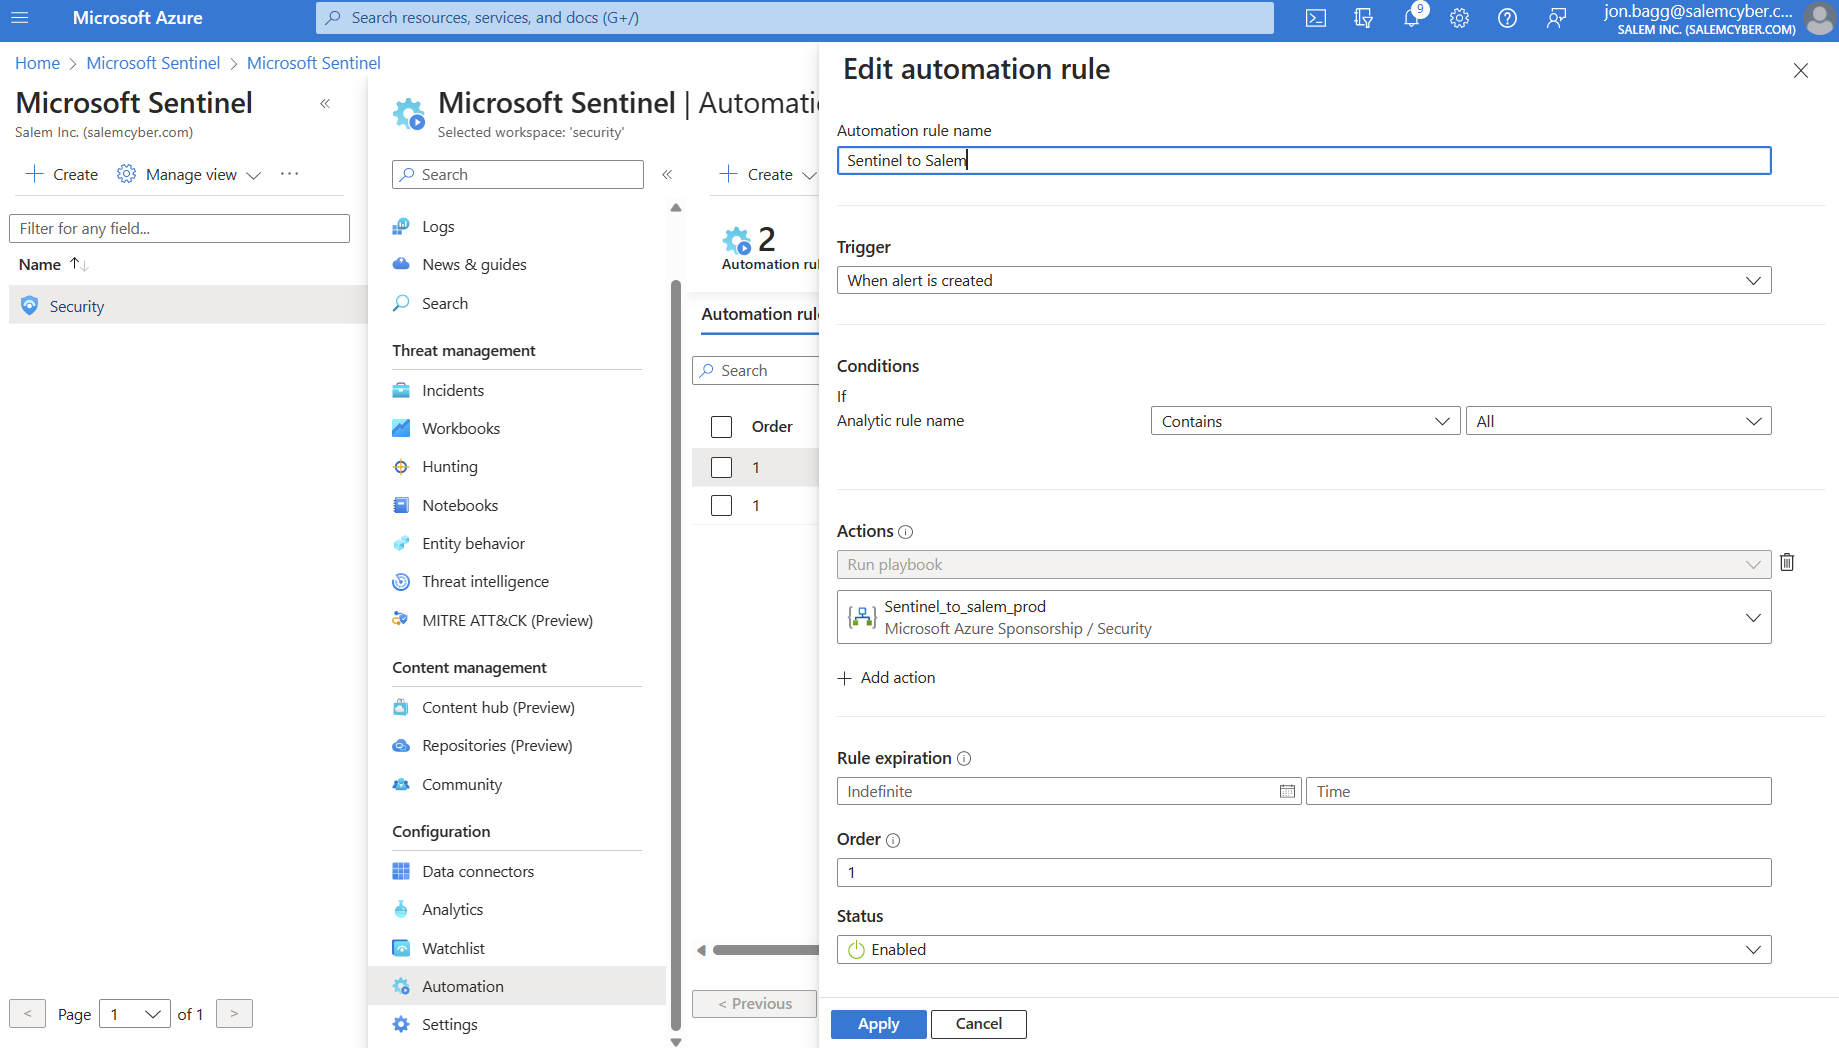 Microsoft Azure
Search resources, services, and docs (G+/)
9
jon.bagg@salemcyber.c...
SALEM INC. (SALEMCYBER.COM)
Home > Microsoft Sentinel > Microsoft Sentinel
Microsoft Sentinel
Salem Inc. (salemcyber.com)
Create
Manage view
...
Filter for any field...
Name
Security
< Page 1 of 1 >
Microsoft Sentinel | Automatio
Selected workspace: 'security'
Search
Logs
News & guides
Search
Threat management
Incidents
Workbooks
Hunting
Notebooks
Entity behavior
Threat intelligence
MITRE ATT&CK (Preview)
Content management
Content hub (Preview)
Repositories (Preview)
Community
Configuration
Data connectors
Analytics
Watchlist
Automation
Settings
Create
2
Automation rul
Automation rule
Search
Order
1
1
< Previous
Edit automation rule
Automation rule name
Sentinel to Salem
Trigger
When alert is created
Conditions
If
Analytic rule name
Contains
All
Actions
Run playbook
Sentinel_to_salem_prod
Microsoft Azure Sponsorship / Security
Add action
Rule expiration
Indefinite
Time
Order
1
Status
Enabled
Apply
Cancel